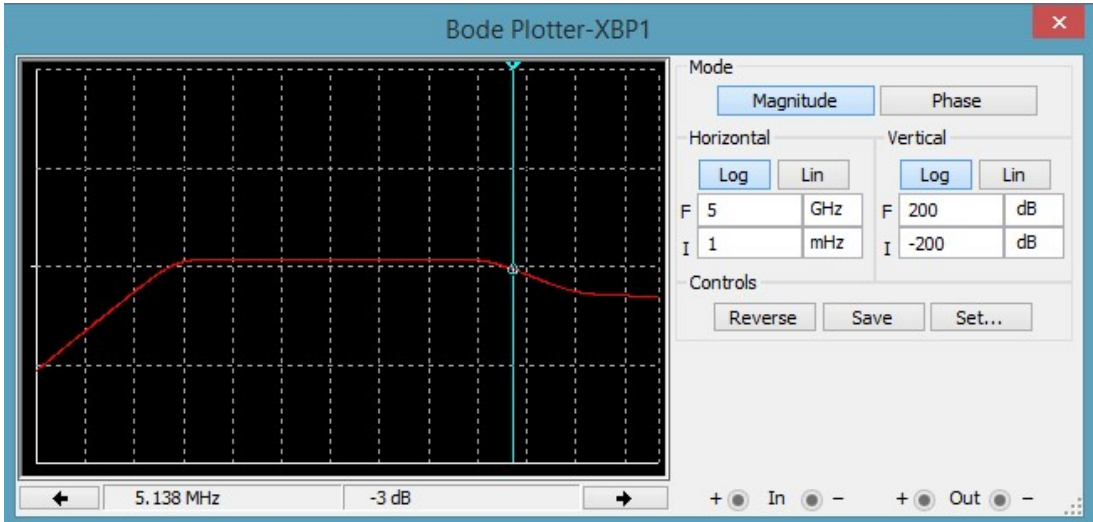 Bode Plotter-XBP1
Mode
Magnitude Phase
Horizontal Vertical
Log Lin Log Lin
F 5 GHz F 200 dB
I 1 mHz I -200 dB
Controls
Reverse Save Set...
5.138 MHz -3 dB + In - + Out -